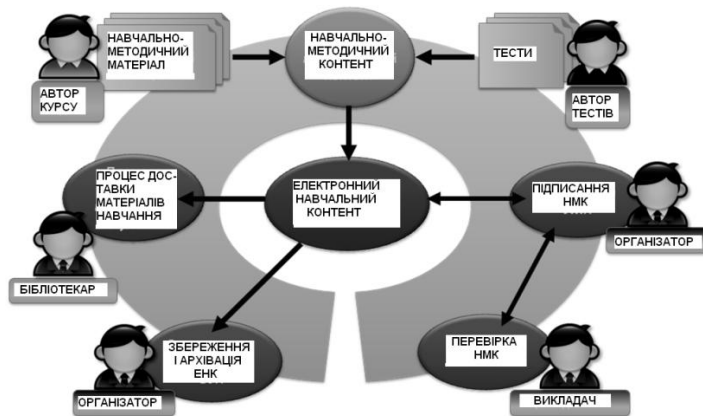 НАВЧАЛЬНО-
МЕТОДИЧНИЙ
МАТЕРІАЛ
АВТОР
КУРСУ
НАВЧАЛЬНО-
МЕТОДИЧНИЙ
КОНТЕНТ
ТЕСТИ
АВТОР
ТЕСТІВ
ПРОЦЕС ДОС-
ТАВКИ
МАТЕРІАЛІВ
НАВЧАННЯ
БІБЛІОТЕКАР
ЕЛЕКТРОННИЙ
НАВЧАЛЬНИЙ
КОНТЕНТ
ПІДПИСАННЯ
НМК
ОРГАНІЗАТОР
ЗБЕРЕЖЕННЯ
І АРХІВАЦІЯ
ЕНК
ОРГАНІЗАТОР
ПЕРЕВІРКА
НМК
ВИКЛАДАЧ